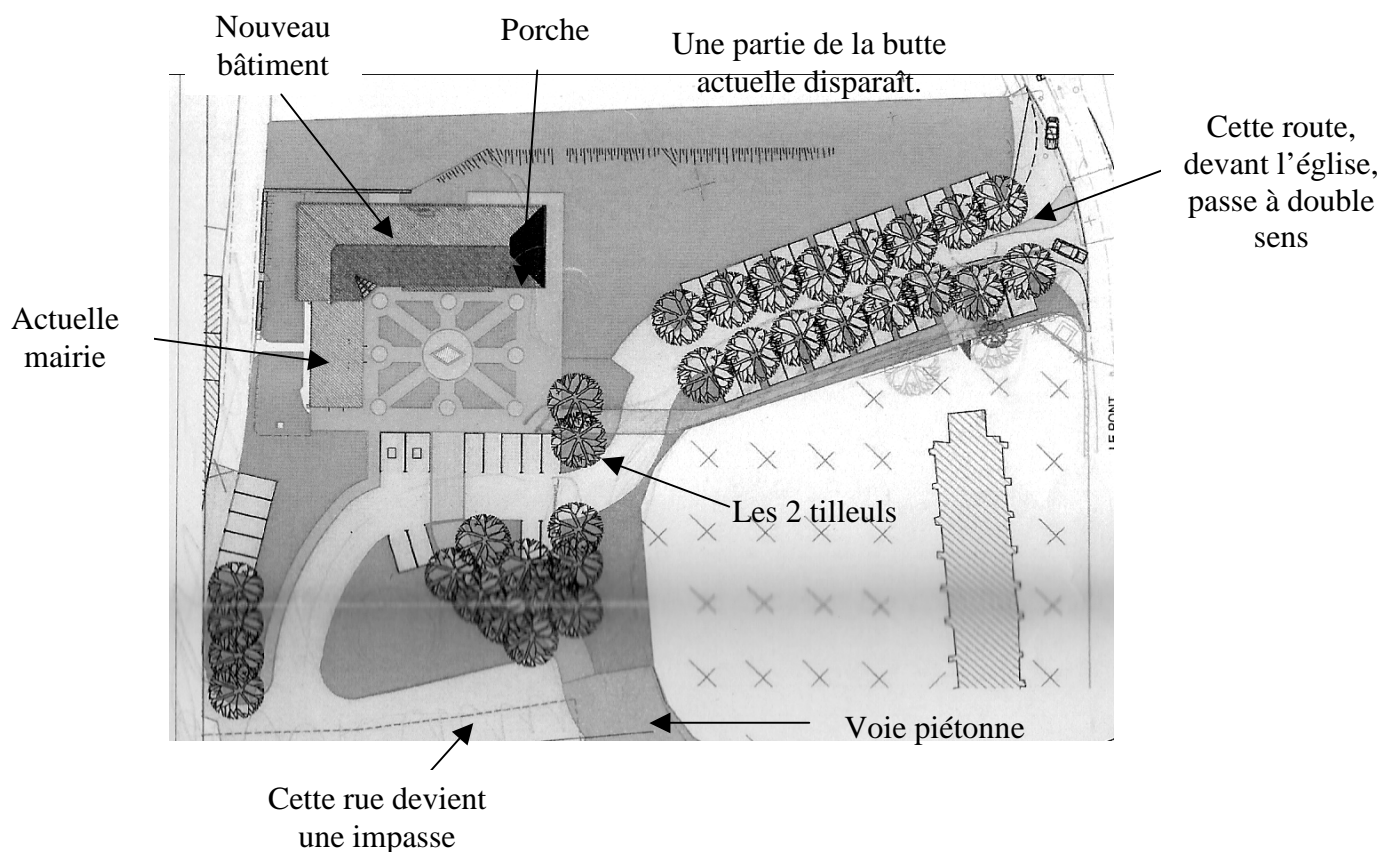 Nouveau
bâtiment
Porche
Une partie de la butte
actuelle disparaît.
Cette route,
devant l’église,
passe à double
sens
Actuelle
mairie
LE PONT
Les 2 tilleuls
Voie piétonne
Cette rue devient
une impasse